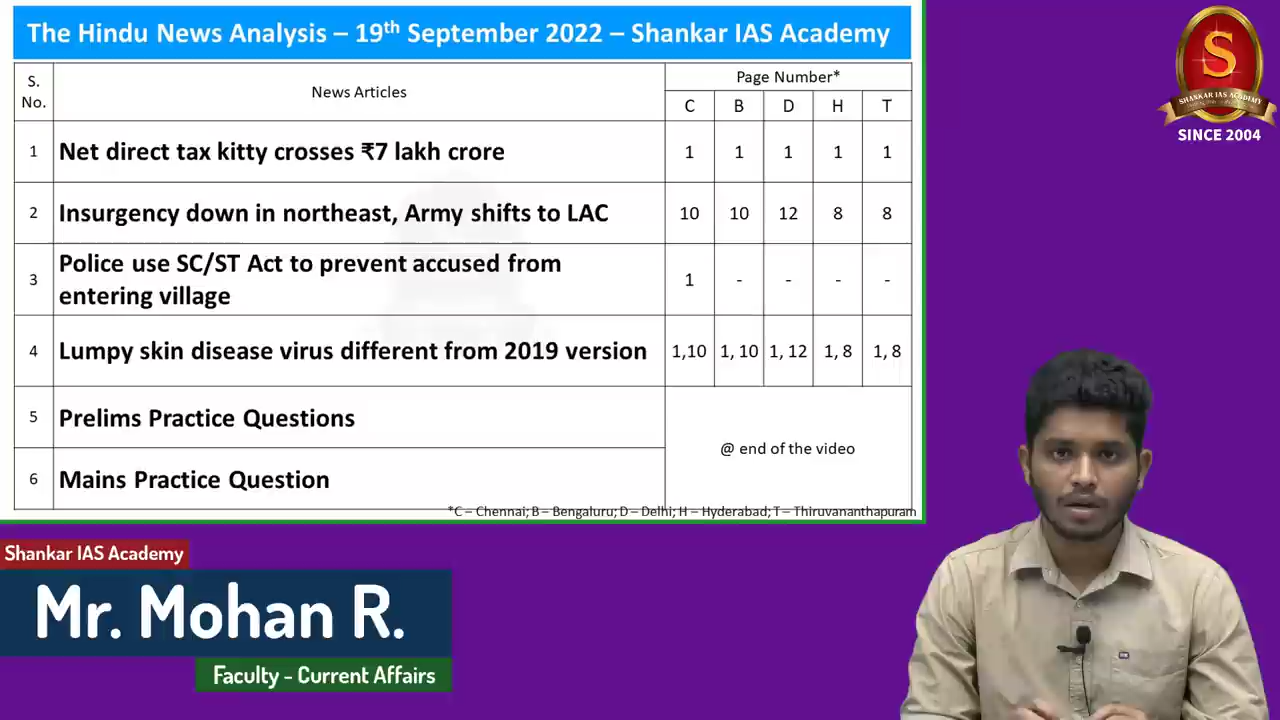 The Hindu News Analysis – 19th September 2022 – Shankar IAS Academy
S. No.
News Articles
Page Number*
C B D H T
1 Net direct tax kitty crosses ₹7 lakh crore 1 1 1 1 1
2 Insurgency down in northeast, Army shifts to LAC 10 10 12 8 8
3 Police use SC/ST Act to prevent accused from
entering village 1 - - - -
4 Lumpy skin disease virus different from 2019 version 1,10 1, 10 1, 12 1, 8 1, 8
5 Prelims Practice Questions
@ end of the video
6 Mains Practice Question
*C – Chennai; B – Bengaluru; D – Delhi; H – Hyderabad; T – Thiruvananthapuram
S
SHANKAR IAS ACADEMY
SINCE 2004
Shankar IAS Academy
Mr. Mohan R.
Faculty - Current Affairs